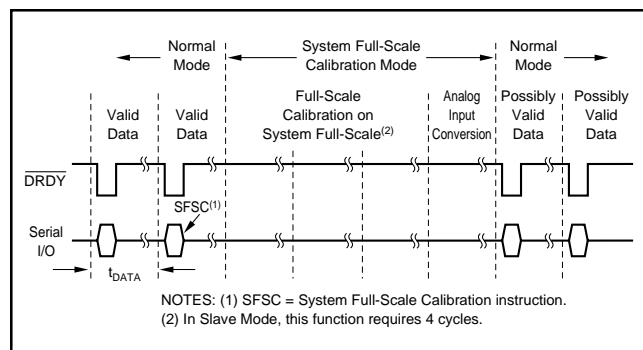 Normal
Mode
System Full-Scale
Calibration Mode
Normal
Mode
Valid
Data
Valid
Data
Full-Scale
Calibration on
System Full-Scale(2)
Analog
Input
Conversion
Possibly
Valid
Data
Possibly
Valid
Data
DRDY
SFSC(1)
Serial
I/O
tDATA
NOTES: (1) SFSC = System Full-Scale Calibration instruction.
(2) In Slave Mode, this function requires 4 cycles.